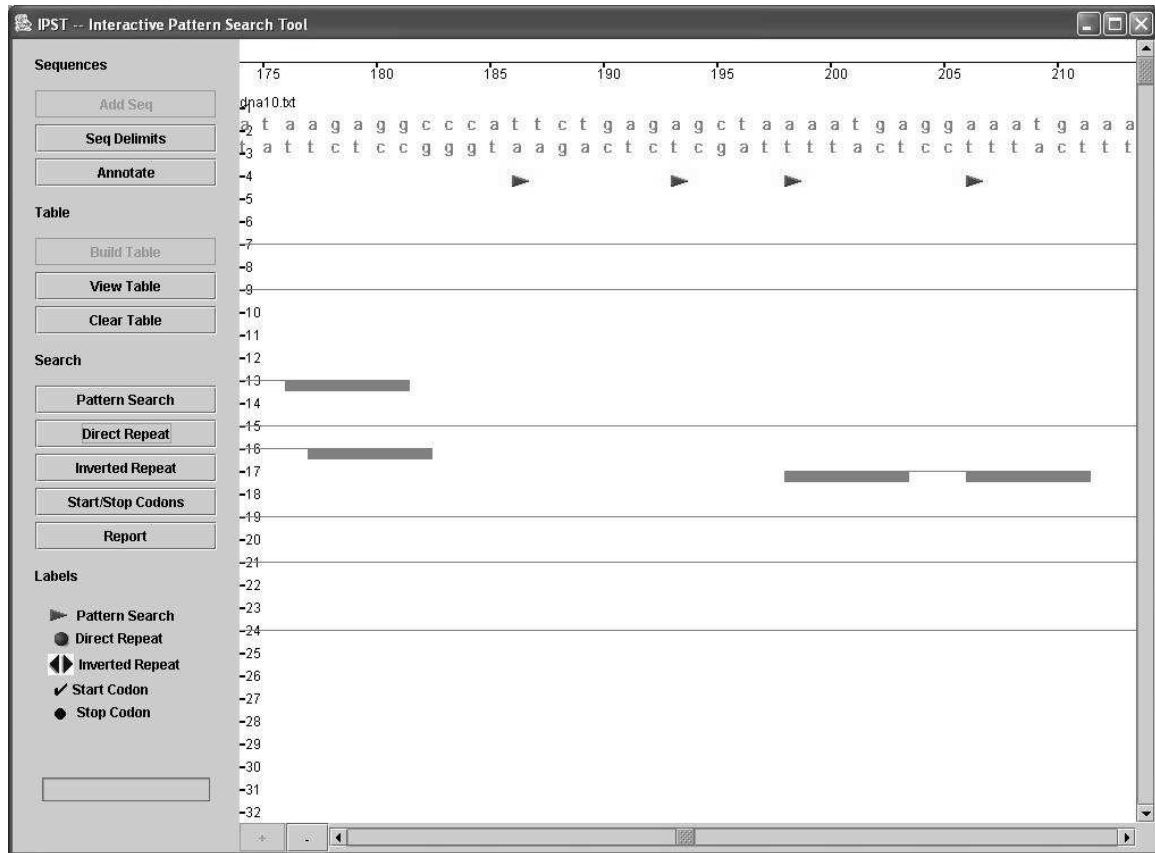 IPST -- Interactive Pattern Search Tool
Sequences
Add Seq
Seq Delimits
Annotate
Table
Build Table
View Table
Clear Table
Search
Pattern Search
Direct Repeat
Inverted Repeat
Start/Stop Codons
Report
Labels
Pattern Search
Direct Repeat
Inverted Repeat
Start Codon
Stop Codon
175 180 185 190 195 200 205 210
dna10.txt
1
2 a t a a g a g g c c c a t t c t g a g a g c t a a a a t g a g g a a a t g a a a
3 t a t t c t c c g g g t a a g a c t c t c g a t t t t a c t c c t t t a c t t t
4
5
6
7
8
9
10
11
12
13
14
15
16
17
18
19
20
21
22
23
24
25
26
27
28
29
30
31
32
+ -